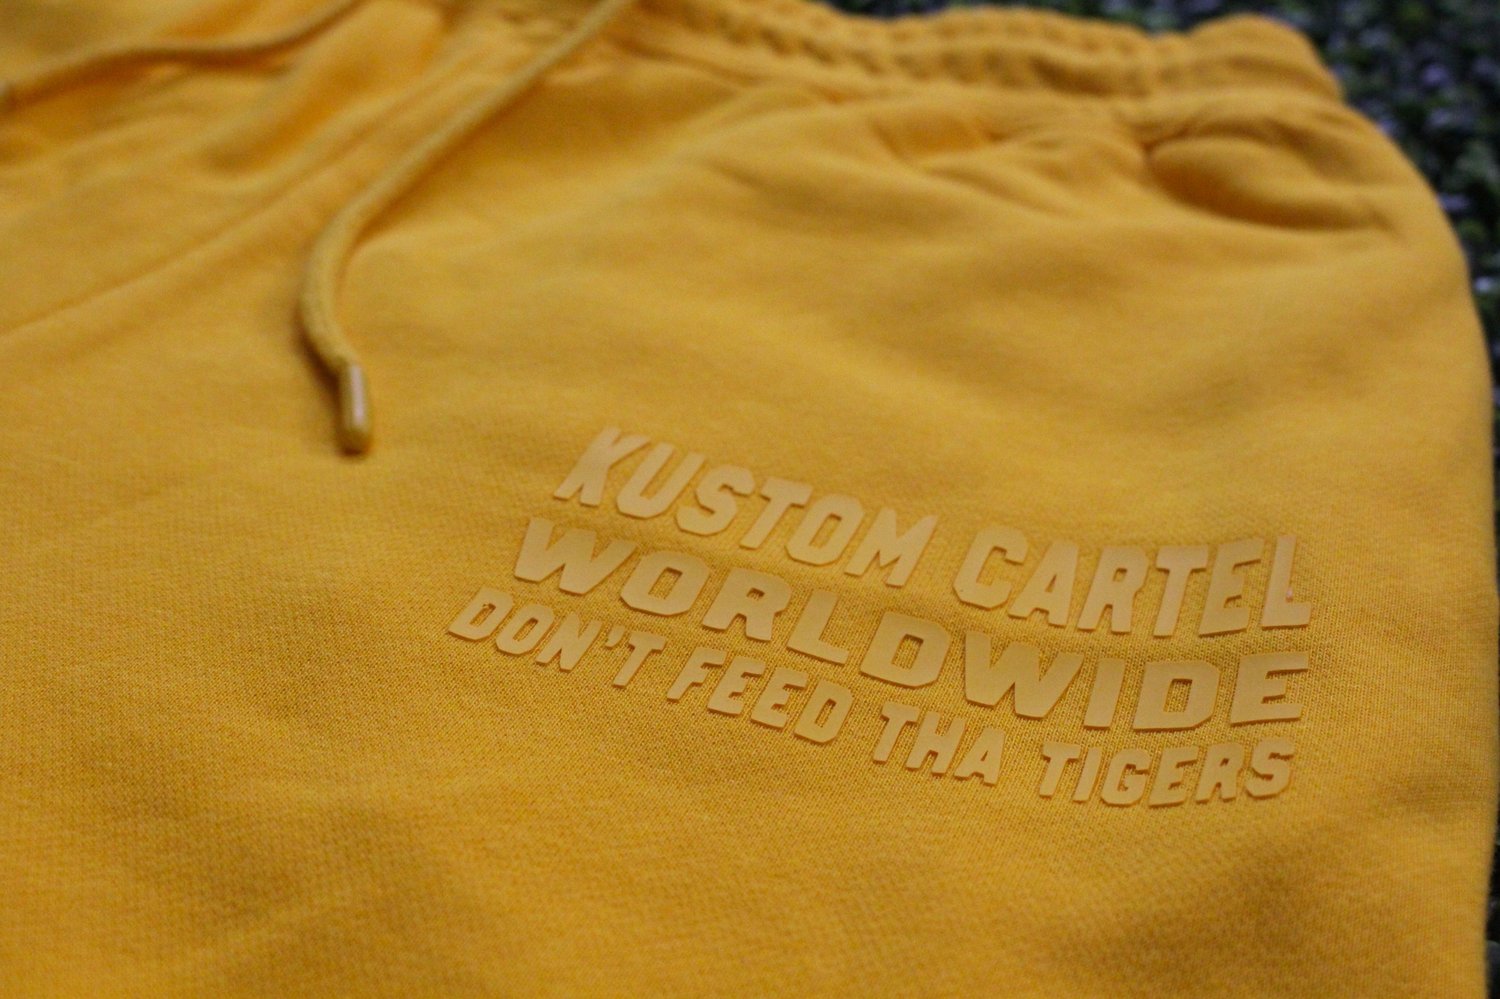 KUSTOM CARTEL
WORLDWIDE
DON'T FEED THA TIGERS